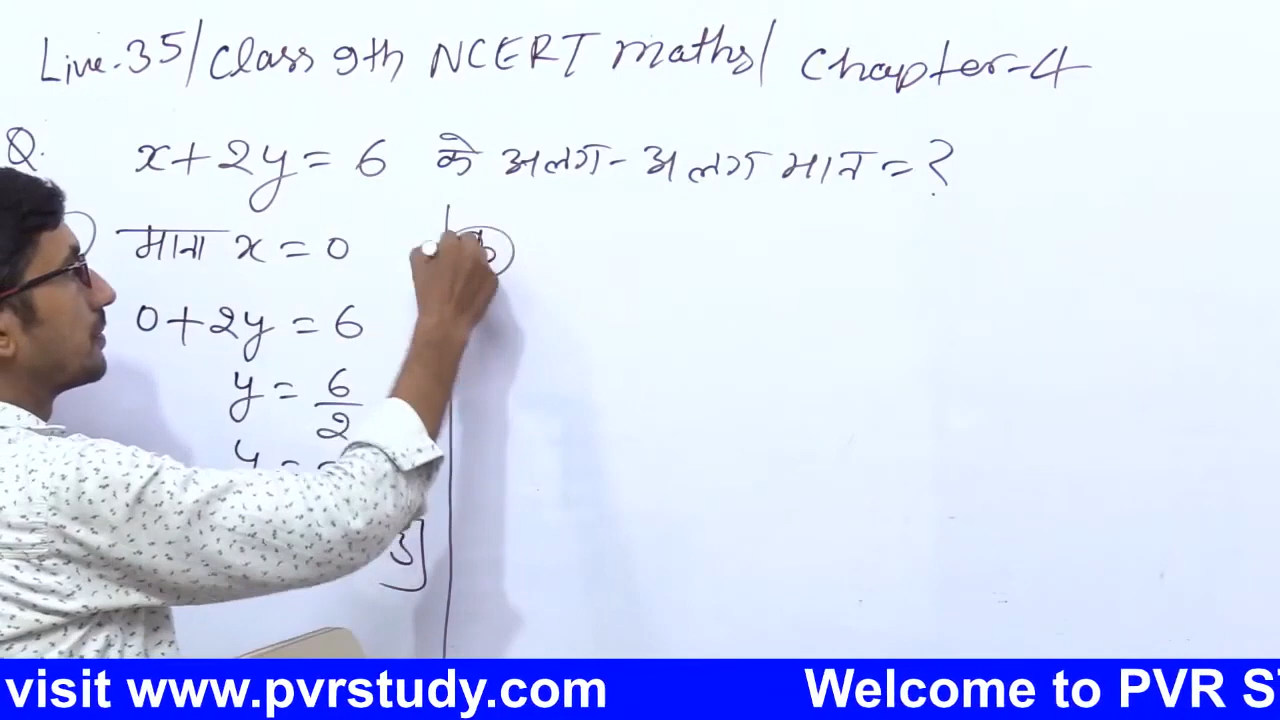 Live-35/Class 9th NCERT maths/ Chapter-4
Q. x+2y=6 के अलग-अलग मान = ?
माना x = 0
0+2y = 6
y = 6/2
y =
3]
visit www.pvrstudy.com Welcome to PVR S